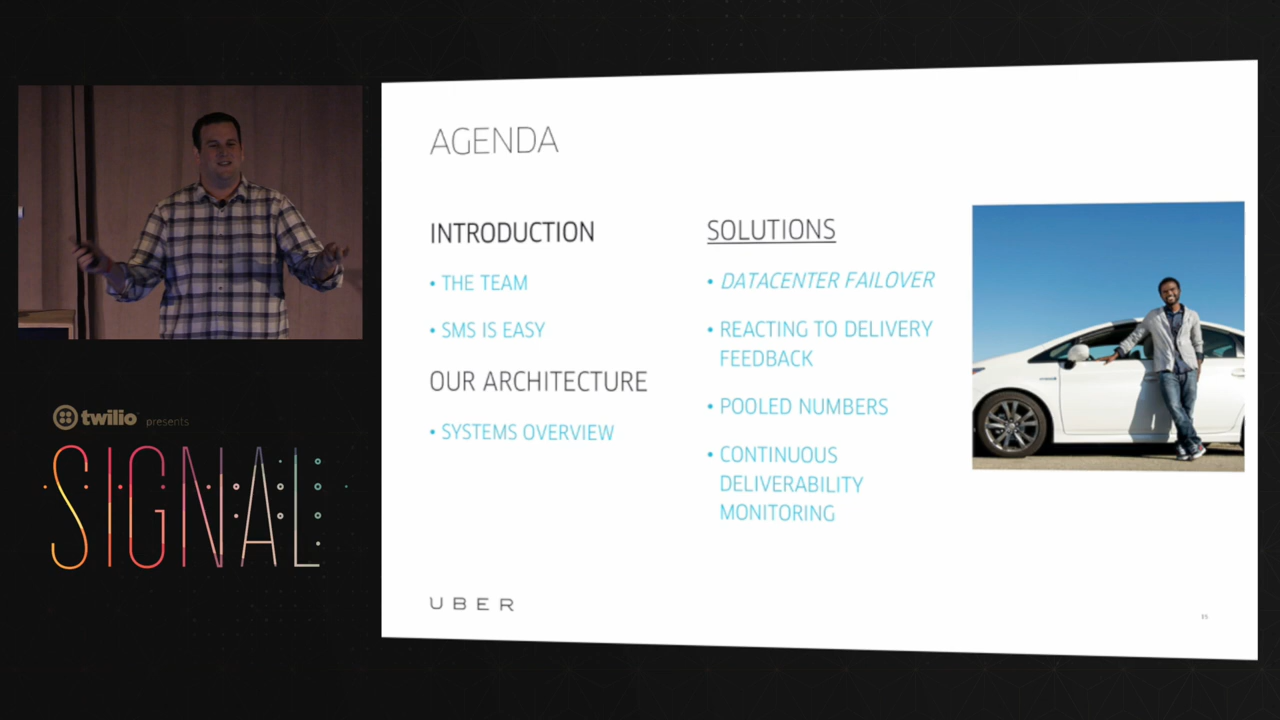 twilio presents
SIGNAL
AGENDA
INTRODUCTION
• THE TEAM
• SMS IS EASY
OUR ARCHITECTURE
• SYSTEMS OVERVIEW
SOLUTIONS
• DATACENTER FAILOVER
• REACTING TO DELIVERY
FEEDBACK
• POOLED NUMBERS
• CONTINUOUS
DELIVERABILITY
MONITORING
UBER